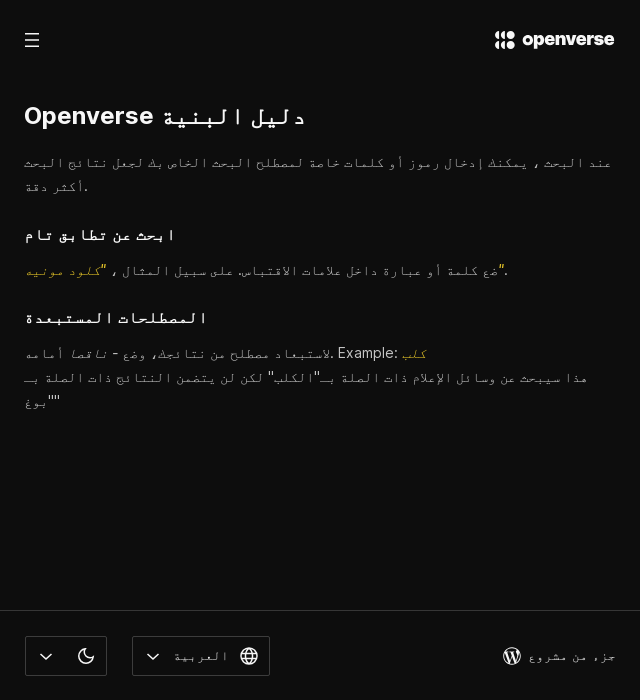 openverse
دليل البنية Openverse
عند البحث ، يمكنك إدخال رموز أو كلمات خاصة لمصطلح البحث الخاص بك لجعل نتائج البحث
أكثر دقة.
ابحث عن تطابق تام
ضع كلمة أو عبارة داخل علامات الاقتباس. على سبيل المثال ، "كلود مونيه".
المصطلحات المستبعدة
لاستبعاد مصطلح من نتائجك، وضع - ناقصا أمامه. Example: كلب
هذا سيبحث عن وسائل الإعلام ذات الصلة بـ"الكلب" لكن لن يتضمن النتائج ذات الصلة بـ
"بوغ"
العربية
جزء من مشروع